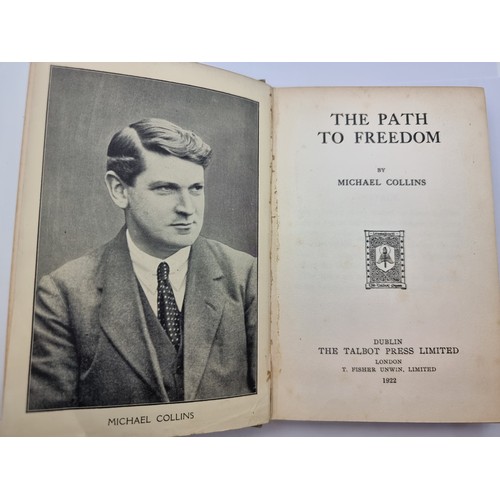 MICHAEL COLLINS
THE PATH
TO FREEDOM
BY
MICHAEL COLLINS
DUBLIN
THE TALBOT PRESS LIMITED
LONDON
T. FISHER UNWIN, LIMITED
1922